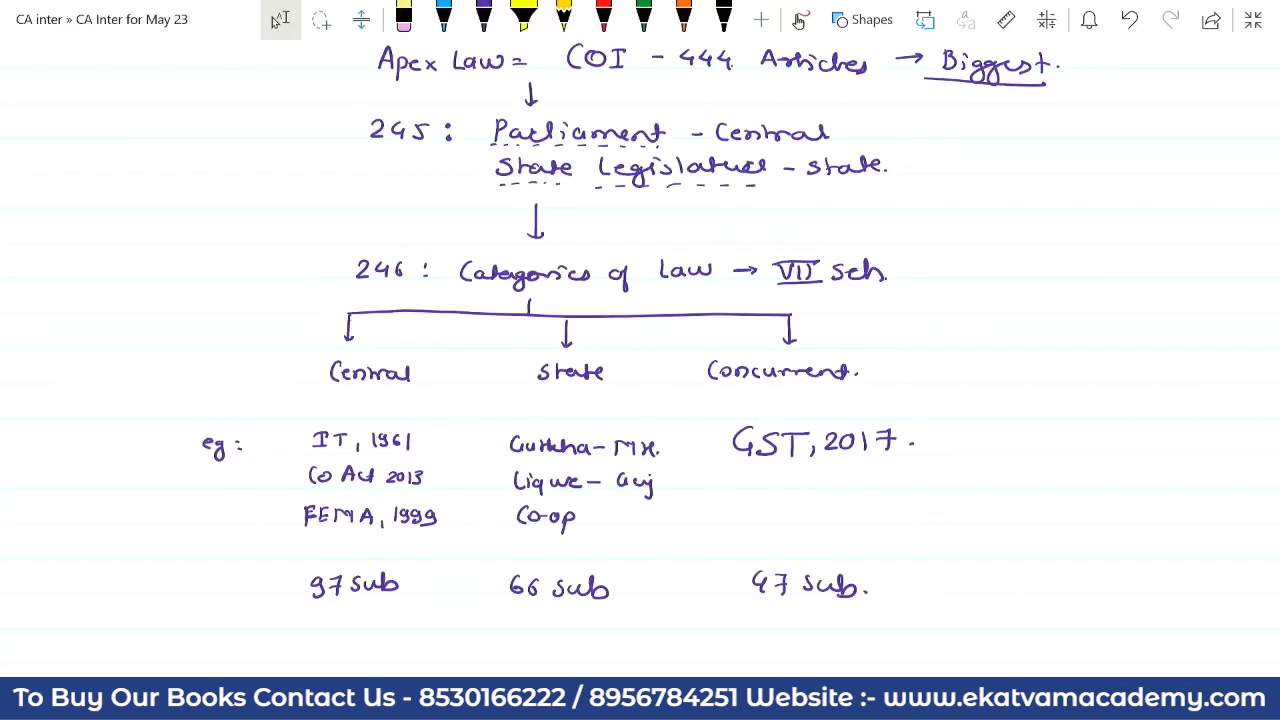 CA inter » CA Inter for May 23
Shapes
Apex Law = COI - 444 Articles → Biggest.
245 : Parliament - Central
State Legislature - State.
246 : Categories of Law → VII Sch.
Central State Concurrent.
eg : IT, 1961 Gutkha - MH. GST, 2017.
Co Act 2013 Liquor - Guj
FEMA, 1999 Co-op
97 Sub 66 Sub 47 Sub.
To Buy Our Books Contact Us - 8530166222 / 8956784251 Website :- www.ekatvamacademy.com